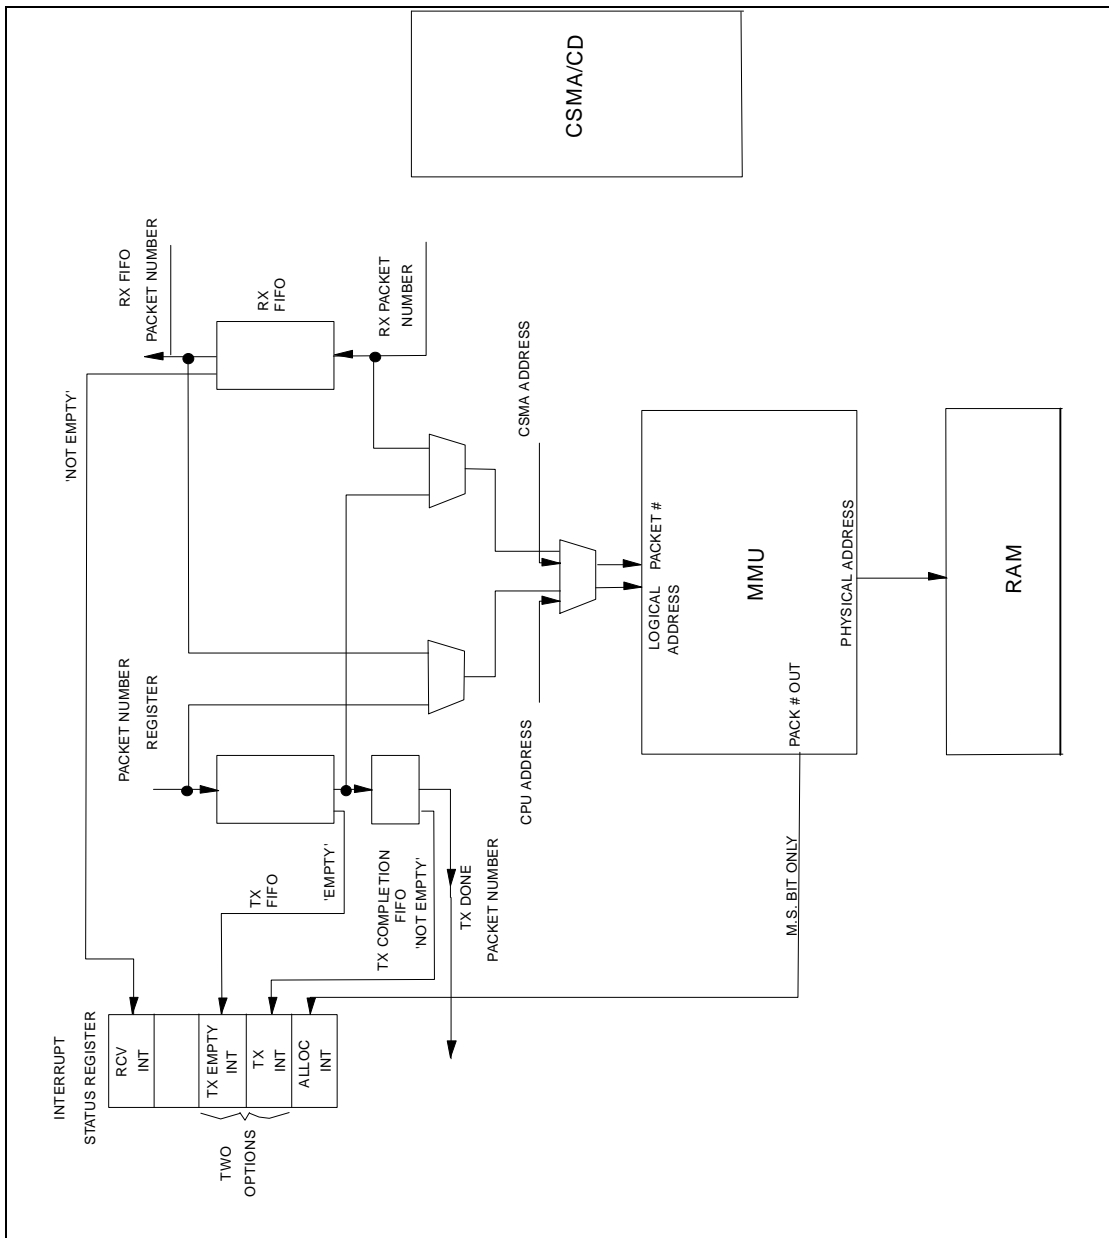 INTERRUPT
STATUS REGISTER
RCV
INT
TX EMPTY
INT
TX
INT
ALLOC
INT
TWO
OPTIONS
'NOT EMPTY'
PACKET NUMBER
REGISTER
TX
FIFO
'EMPTY'
TX COMPLETION
FIFO
'NOT EMPTY'
TX DONE
PACKET NUMBER
RX FIFO
PACKET NUMBER
RX
FIFO
RX PACKET
NUMBER
CPU ADDRESS
CSMA ADDRESS
LOGICAL
ADDRESS
PACKET #
MMU
PACK # OUT
PHYSICAL ADDRESS
M.S. BIT ONLY
RAM
CSMA/CD